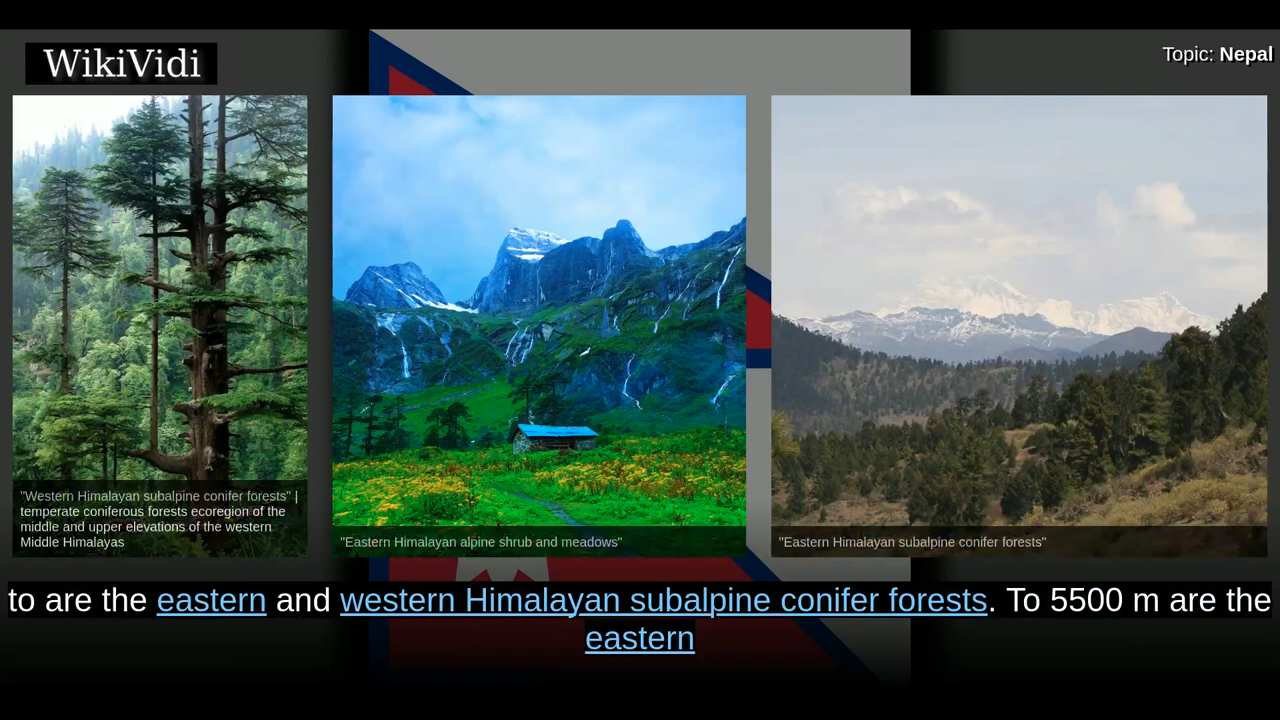 WikiVidi
Topic: Nepal
"Western Himalayan subalpine conifer forests" |
temperate coniferous forests ecoregion of the
middle and upper elevations of the western
Middle Himalayas
"Eastern Himalayan alpine shrub and meadows"
"Eastern Himalayan subalpine conifer forests"
to are the eastern and western Himalayan subalpine conifer forests. To 5500 m are the
eastern